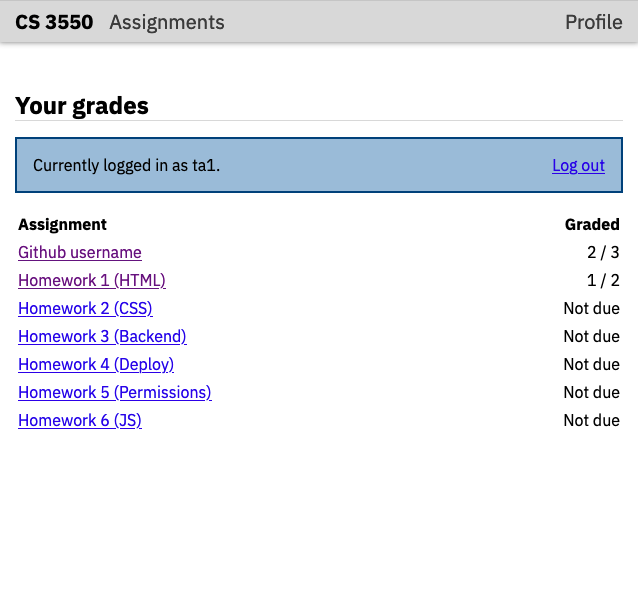 CS 3550 Assignments Profile
Your grades
Currently logged in as ta1. Log out
Assignment Graded
Github username 2 / 3
Homework 1 (HTML) 1 / 2
Homework 2 (CSS) Not due
Homework 3 (Backend) Not due
Homework 4 (Deploy) Not due
Homework 5 (Permissions) Not due
Homework 6 (JS) Not due